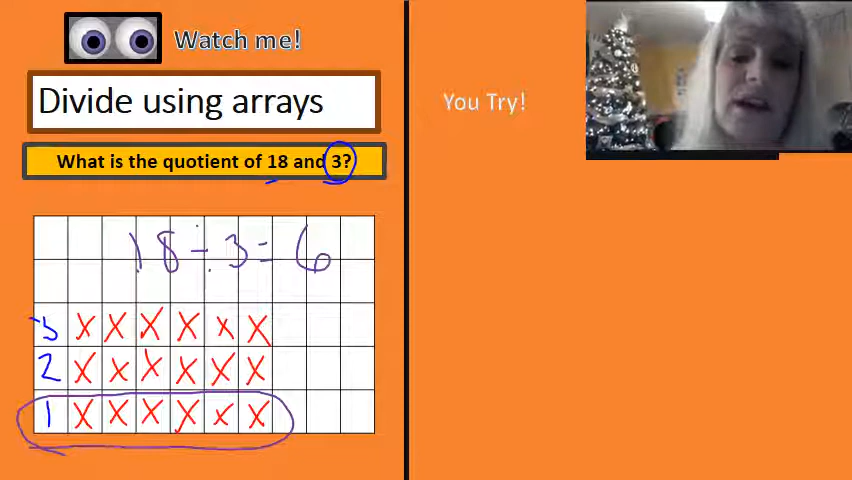 Watch me!
Divide using arrays
What is the quotient of 18 and 3?
18 ÷ 3 = 6
3 X X X X X X
2 X X X X X X
1 X X X X X X
You Try!